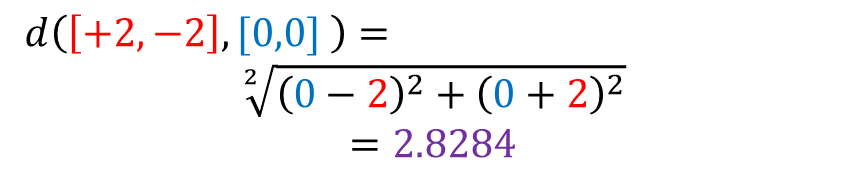 d([+2, −2], [0,0] ) =
²√((0 − 2)² + (0 + 2)²)
= 2.8284